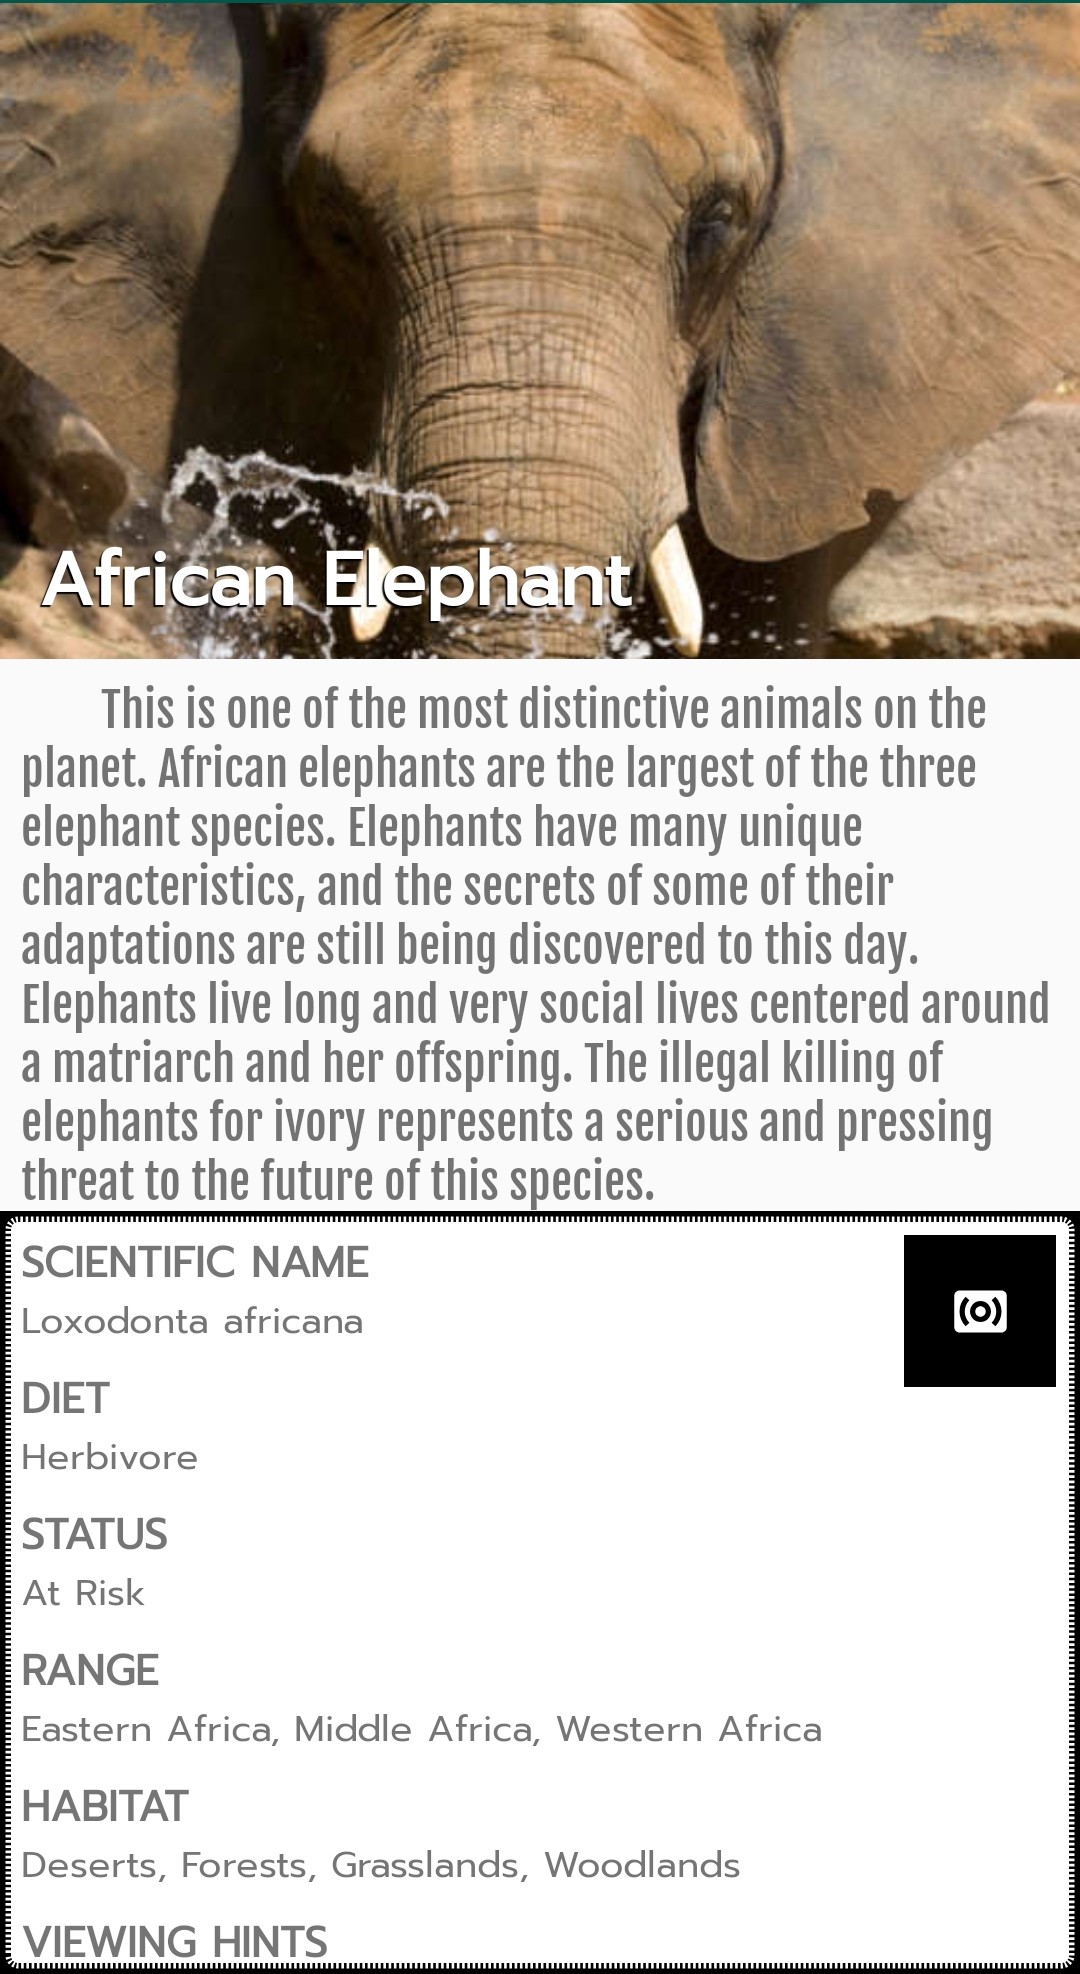 African Elephant
This is one of the most distinctive animals on the
planet. African elephants are the largest of the three
elephant species. Elephants have many unique
characteristics, and the secrets of some of their
adaptations are still being discovered to this day.
Elephants live long and very social lives centered around
a matriarch and her offspring. The illegal killing of
elephants for ivory represents a serious and pressing
threat to the future of this species.
SCIENTIFIC NAME
Loxodonta africana
DIET
Herbivore
STATUS
At Risk
RANGE
Eastern Africa, Middle Africa, Western Africa
HABITAT
Deserts, Forests, Grasslands, Woodlands
VIEWING HINTS